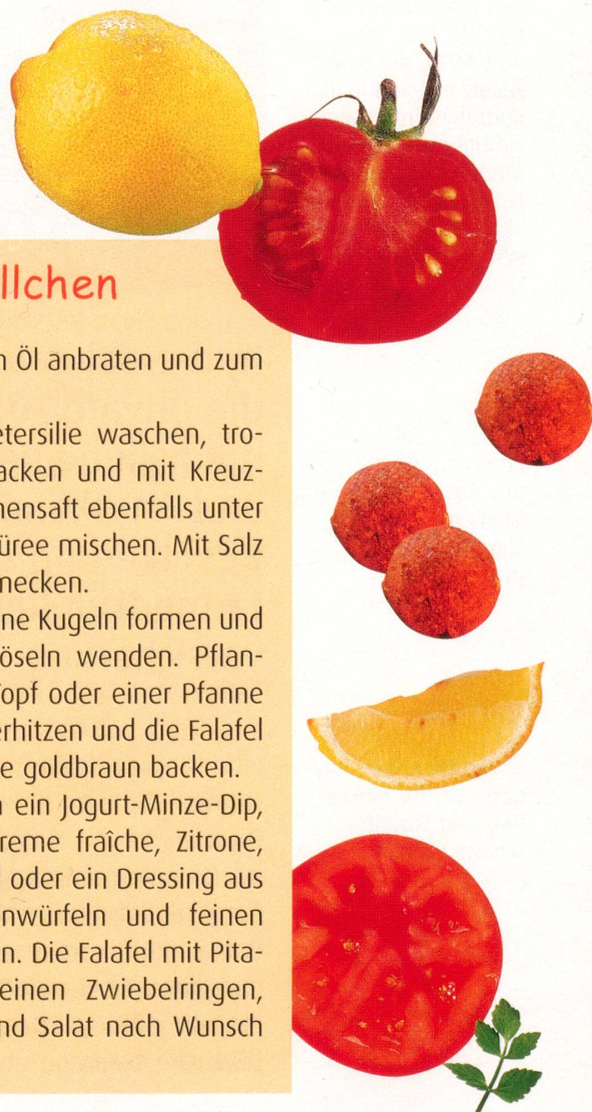 llchen
n Öl anbraten und zum
etersilie waschen, tro-
acken und mit Kreuz-
nensaft ebenfalls unter
üree mischen. Mit Salz
necken.
ne Kugeln formen und
öseln wenden. Pflan-
opf oder einer Pfanne
erhitzen und die Falafel
e goldbraun backen.
n ein Jogurt-Minze-Dip,
reme fraîche, Zitrone,
l oder ein Dressing aus
enwürfeln und feinen
n. Die Falafel mit Pita-
einen Zwiebelringen,
nd Salat nach Wunsch